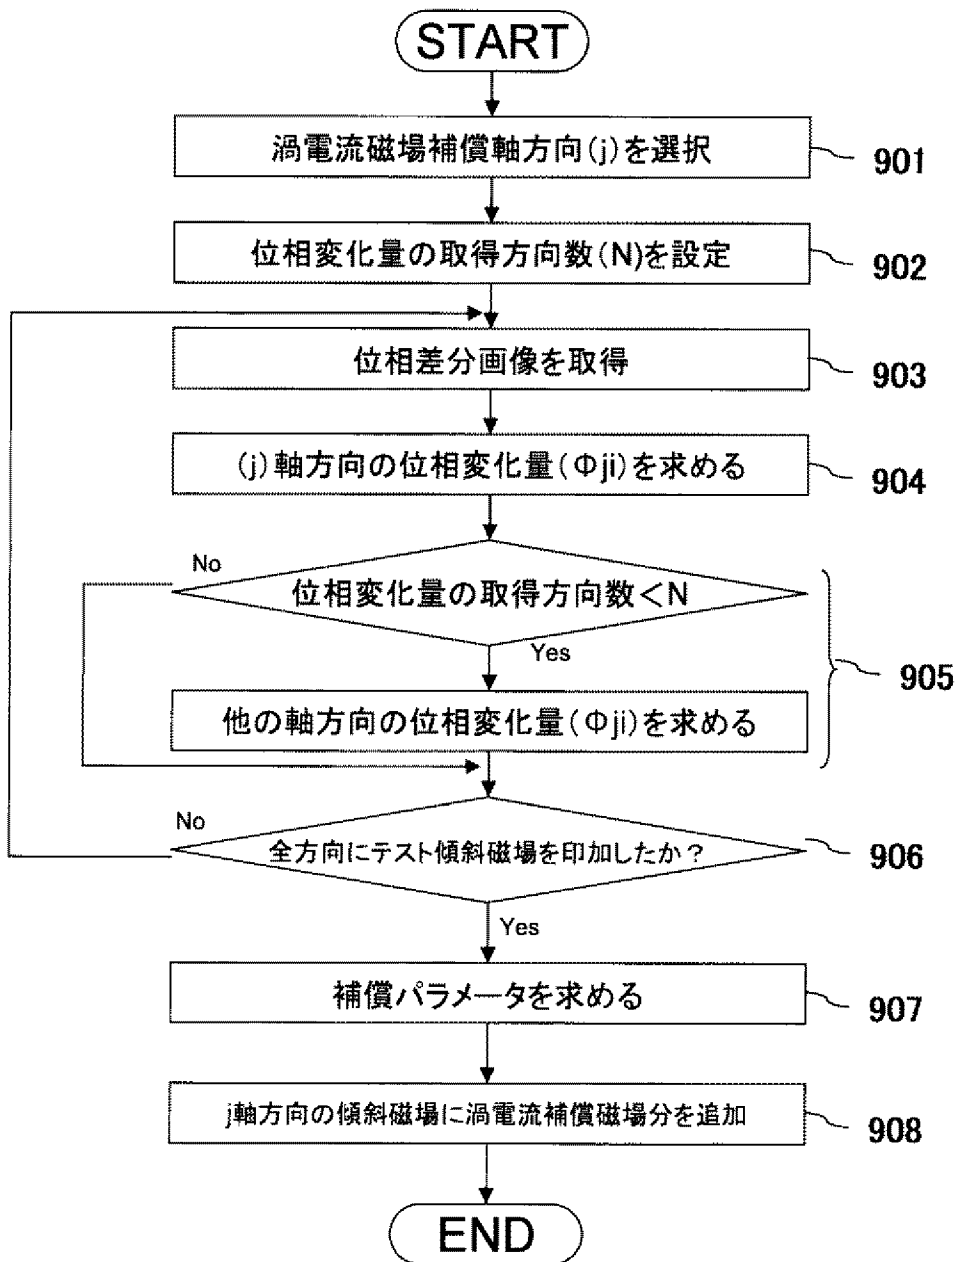 START
渦電流磁場補償軸方向(j)を選択
901
位相変化量の取得方向数(N)を設定
902
位相差分画像を取得
903
(j)軸方向の位相変化量(Φji)を求める
904
No
位相変化量の取得方向数<N
Yes
905
他の軸方向の位相変化量(Φji)を求める
No
全方向にテスト傾斜磁場を印加したか?
906
Yes
補償パラメータを求める
907
j軸方向の傾斜磁場に渦電流補償磁場分を追加
908
END